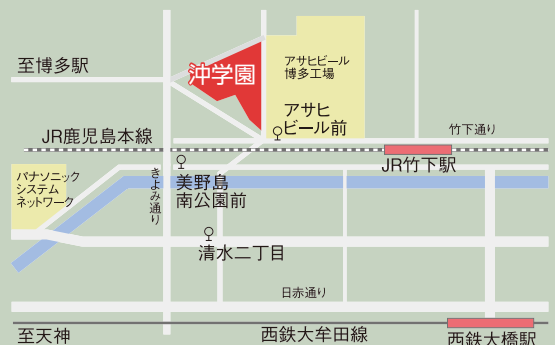 至博多駅
沖学園
アサヒビール
博多工場
アサヒ
ビール前
竹下通り
JR鹿児島本線
JR竹下駅
パナソニック
システム
ネットワーク
きよみ通り
美野島
南公園前
清水二丁目
日赤通り
至天神
西鉄大牟田線
西鉄大橋駅